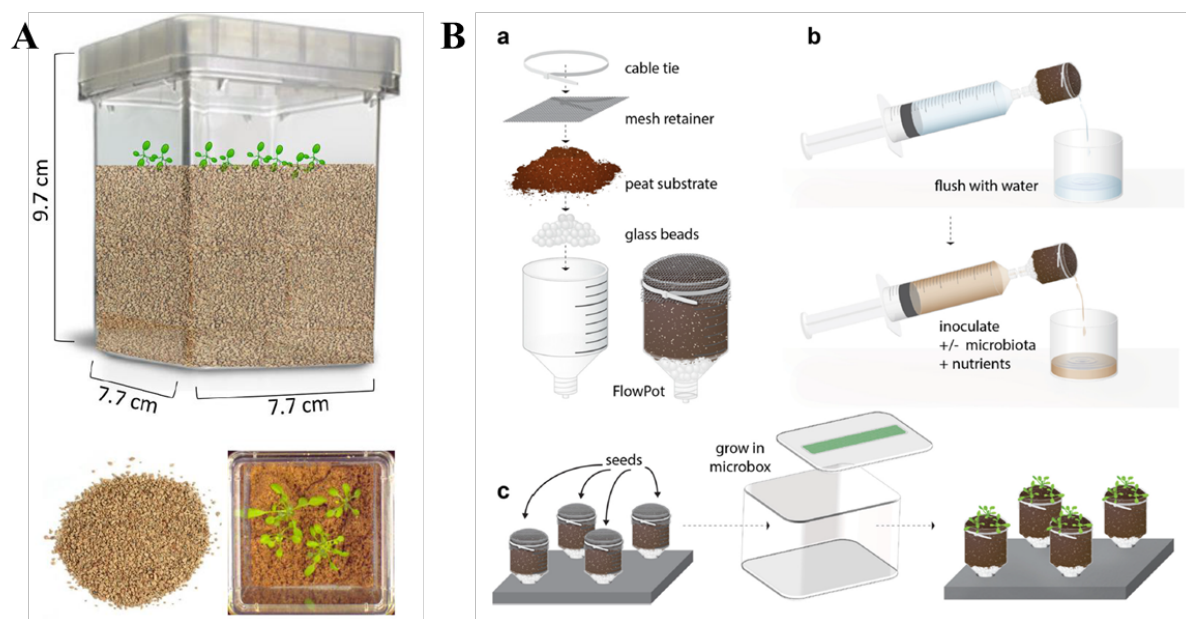 A
9.7 cm
7.7 cm
7.7 cm
B
a
cable tie
mesh retainer
peat substrate
glass beads
FlowPot
b
flush with water
inoculate
+/- microbiota
+ nutrients
c
seeds
grow in
microbox